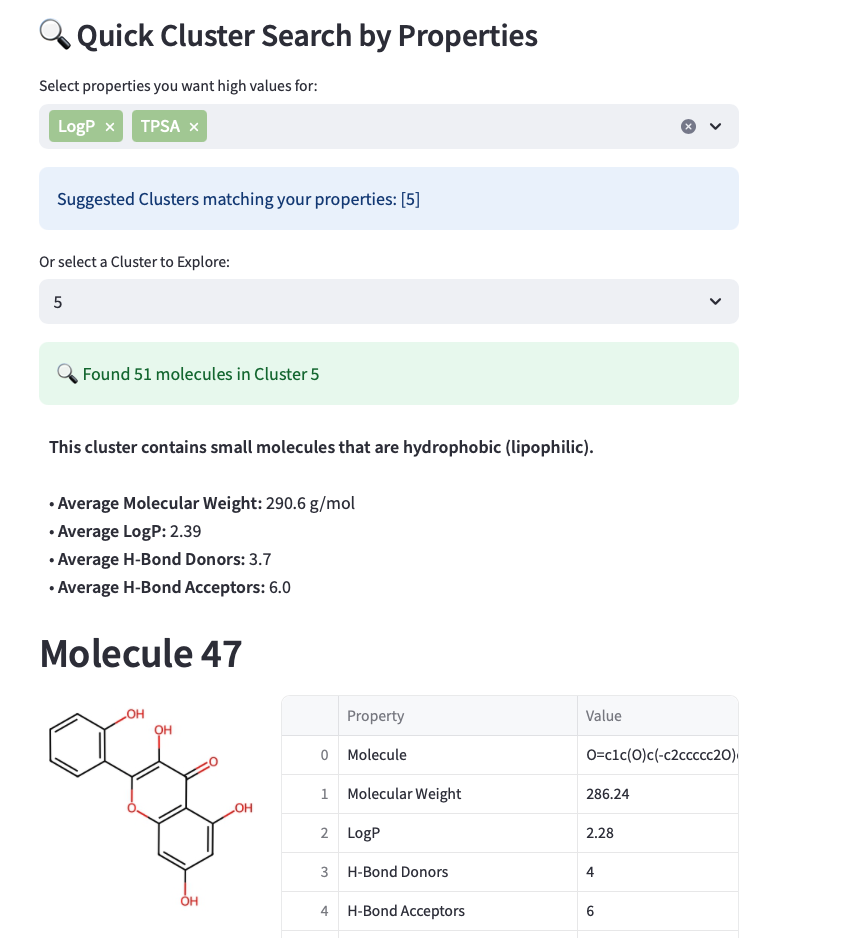 🔍 Quick Cluster Search by Properties
Select properties you want high values for:
LogP × TPSA ×
Suggested Clusters matching your properties: [5]
Or select a Cluster to Explore:
5
🔍 Found 51 molecules in Cluster 5
This cluster contains small molecules that are hydrophobic (lipophilic).
• Average Molecular Weight: 290.6 g/mol
• Average LogP: 2.39
• Average H-Bond Donors: 3.7
• Average H-Bond Acceptors: 6.0
Molecule 47
OH
OH
O
O
OH
OH
Property Value
0 Molecule O=c1c(O)c(-c2ccccc2O)
1 Molecular Weight 286.24
2 LogP 2.28
3 H-Bond Donors 4
4 H-Bond Acceptors 6